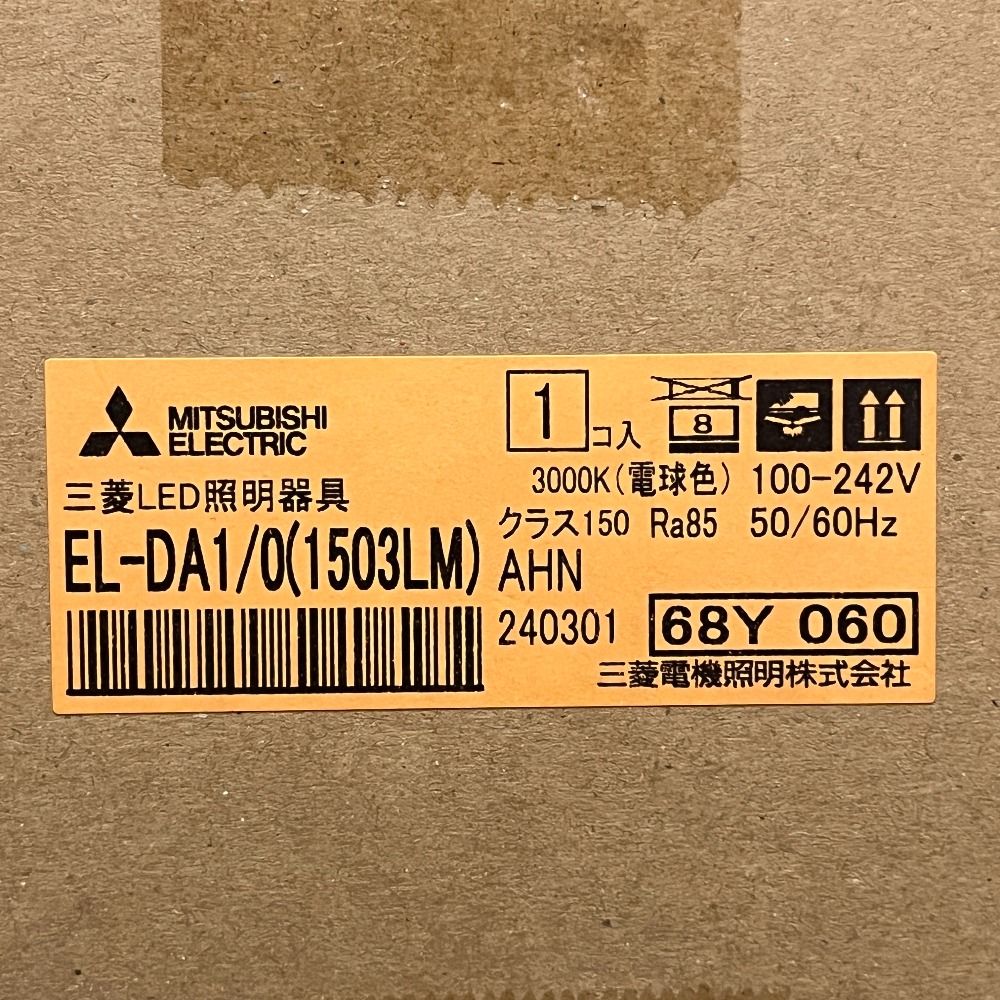 MITSUBISHI
ELECTRIC
1 コ入
8
三菱LED照明器具
3000K(電球色) 100-242V
クラス150 Ra85 50/60Hz
EL-DA1/0(1503LM) AHN
240301 68Y 060
三菱電機照明株式会社